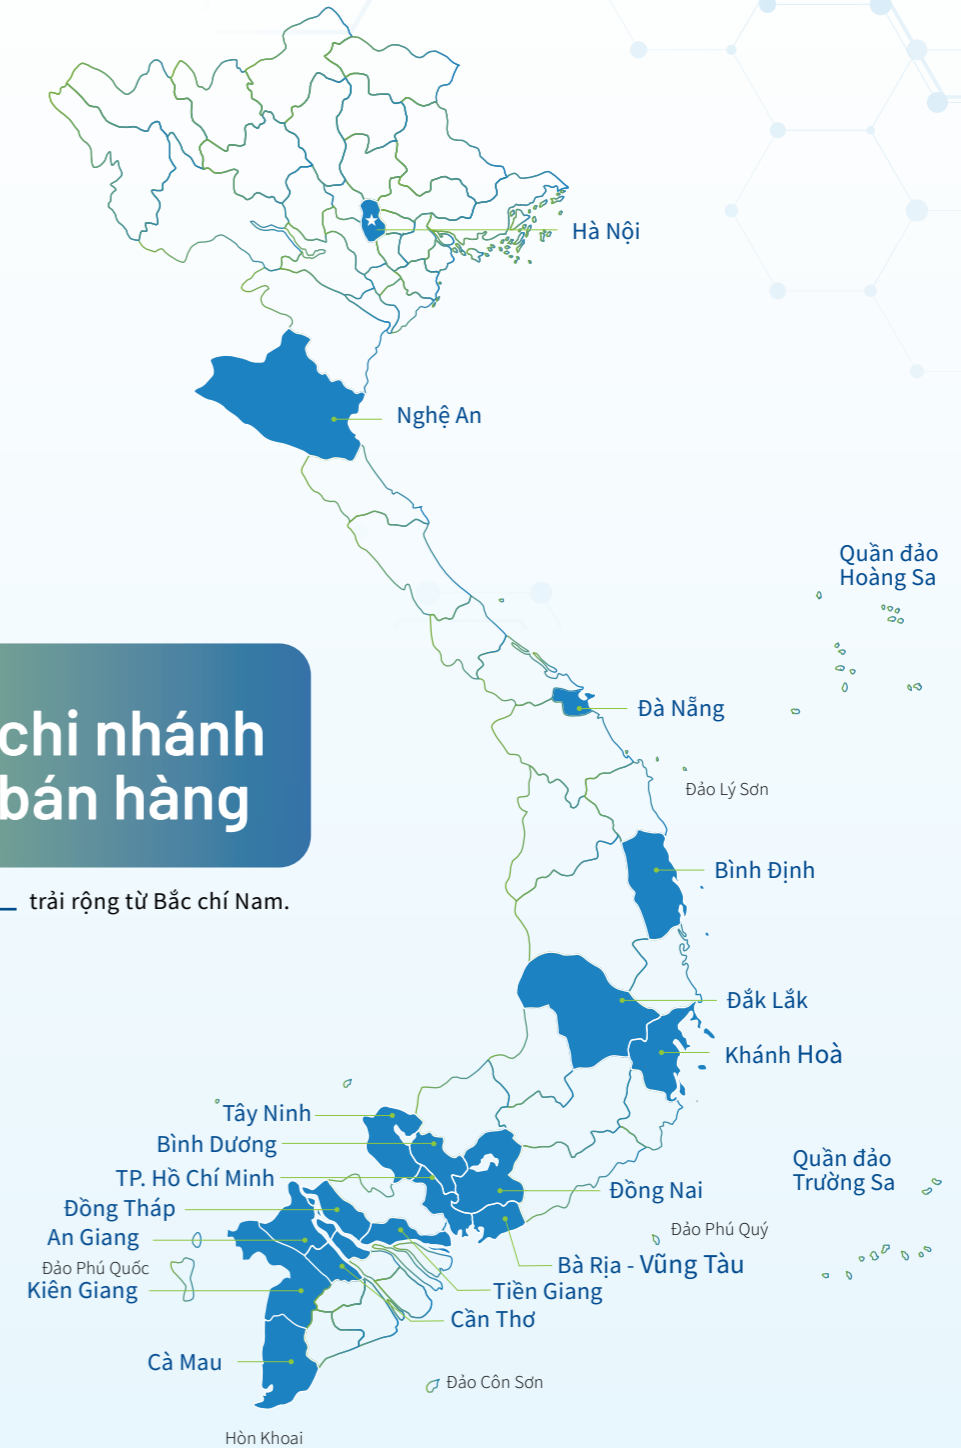 Hà Nội
Nghệ An
Quần đảo
Hoàng Sa
Đà Nẵng
chi nhánh
bán hàng
Đảo Lý Sơn
Bình Định
trải rộng từ Bắc chí Nam.
Đắk Lắk
Khánh Hoà
Tây Ninh
Bình Dương
TP. Hồ Chí Minh
Quần đảo
Trường Sa
Đồng Nai
Đồng Tháp
An Giang
Đảo Phú Quý
Đảo Phú Quốc
Bà Rịa - Vũng Tàu
Kiên Giang
Tiền Giang
Cần Thơ
Cà Mau
Đảo Côn Sơn
Hòn Khoai